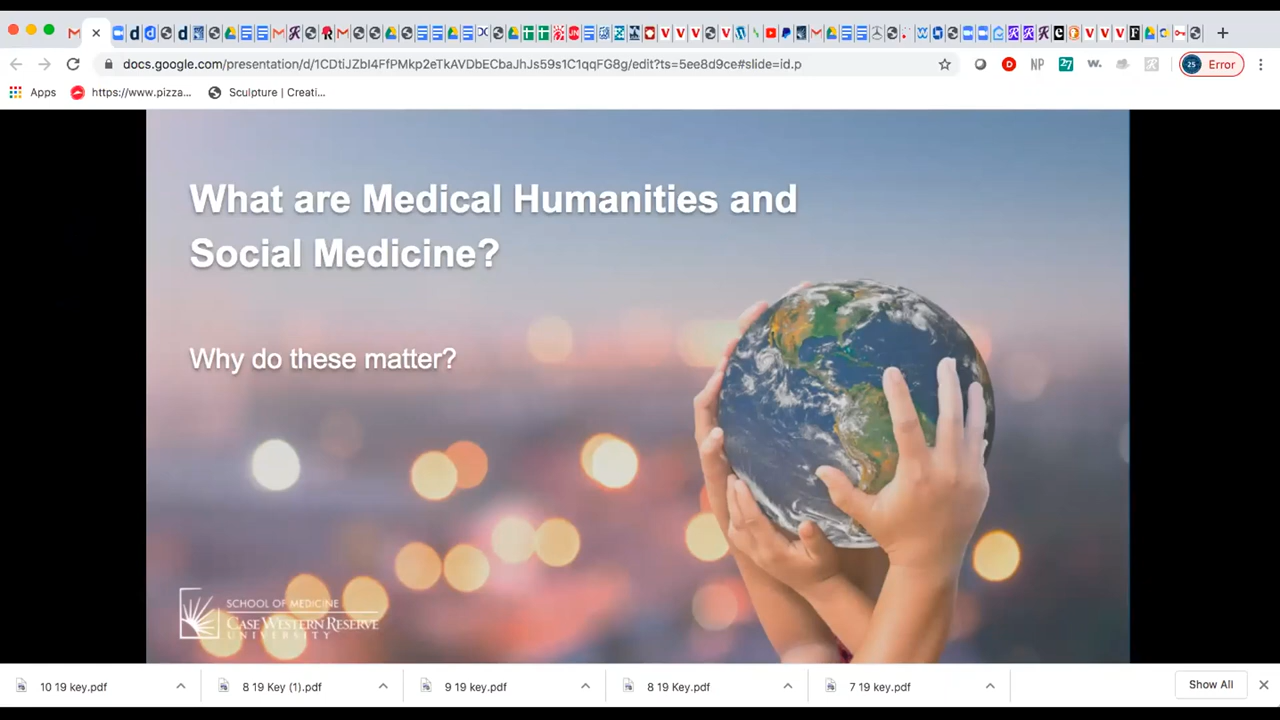 docs.google.com/presentation/d/1CDtiJZbl4FfPMkp2eTkAVDbECbaJhJs59s1C1qqFG8g/edit?ts=5ee8d9ce#slide=id.p
NP
27
w.
25 Error
Apps https://www.pizza... Sculpture | Creati...
What are Medical Humanities and
Social Medicine?
Why do these matter?
SCHOOL OF MEDICINE
CASE WESTERN RESERVE
UNIVERSITY
10 19 key.pdf 8 19 Key (1).pdf 9 19 key.pdf 8 19 Key.pdf 7 19 key.pdf Show All